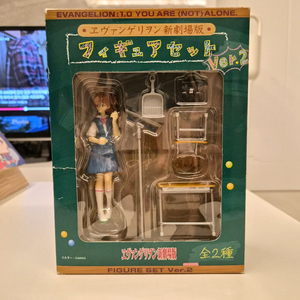 EVANGELION:1.0 YOU ARE (NOT) ALONE.
ヱヴァンゲリヲン新劇場版
フィギュアセット
Ver.2
ヱヴァンゲリヲン新劇場版
全2種
FIGURE SET Ver.2